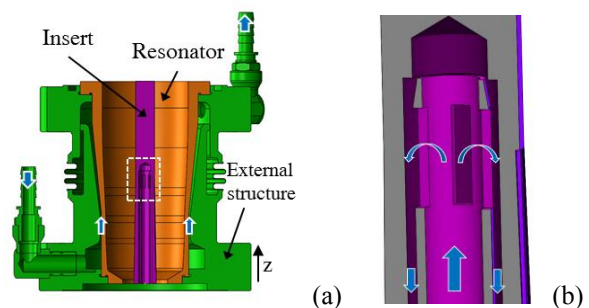 Insert
Resonator
External
structure
z
(a)
(b)